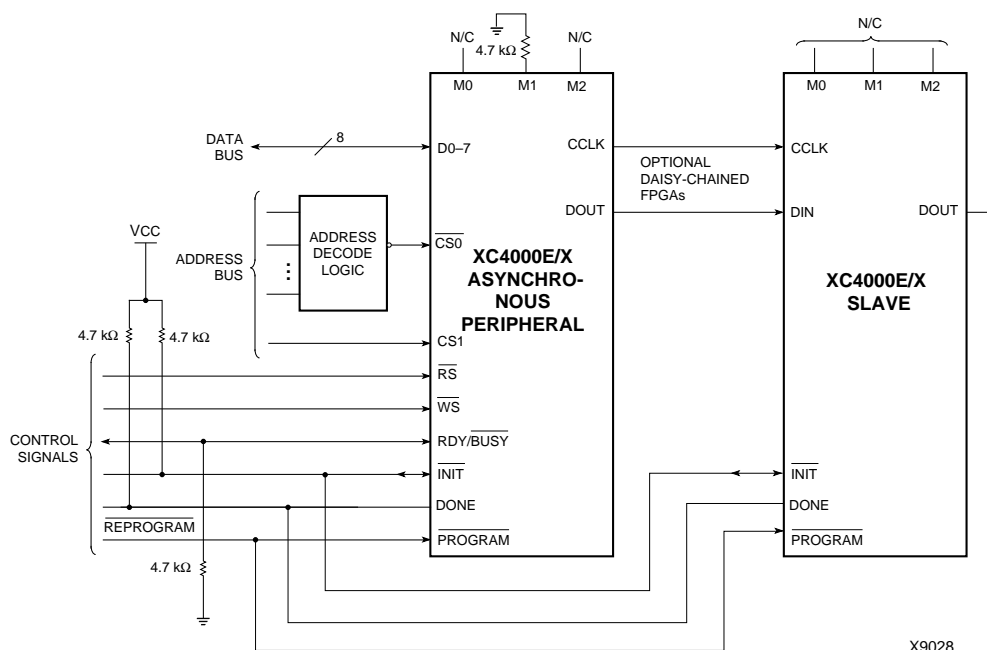 N/C
4.7 kΩ
N/C
N/C
M0 M1 M2
M0 M1 M2
DATA
BUS
8
D0–7
CCLK
CCLK
OPTIONAL
DAISY-CHAINED
FPGAs
DOUT
DIN
DOUT
VCC
ADDRESS
BUS
ADDRESS
DECODE
LOGIC
CS0
XC4000E/X
ASYNCHRO-
NOUS
PERIPHERAL
XC4000E/X
SLAVE
4.7 kΩ
4.7 kΩ
CS1
RS
WS
CONTROL
SIGNALS
RDY/BUSY
INIT
INIT
DONE
DONE
REPROGRAM
PROGRAM
PROGRAM
4.7 kΩ
X9028